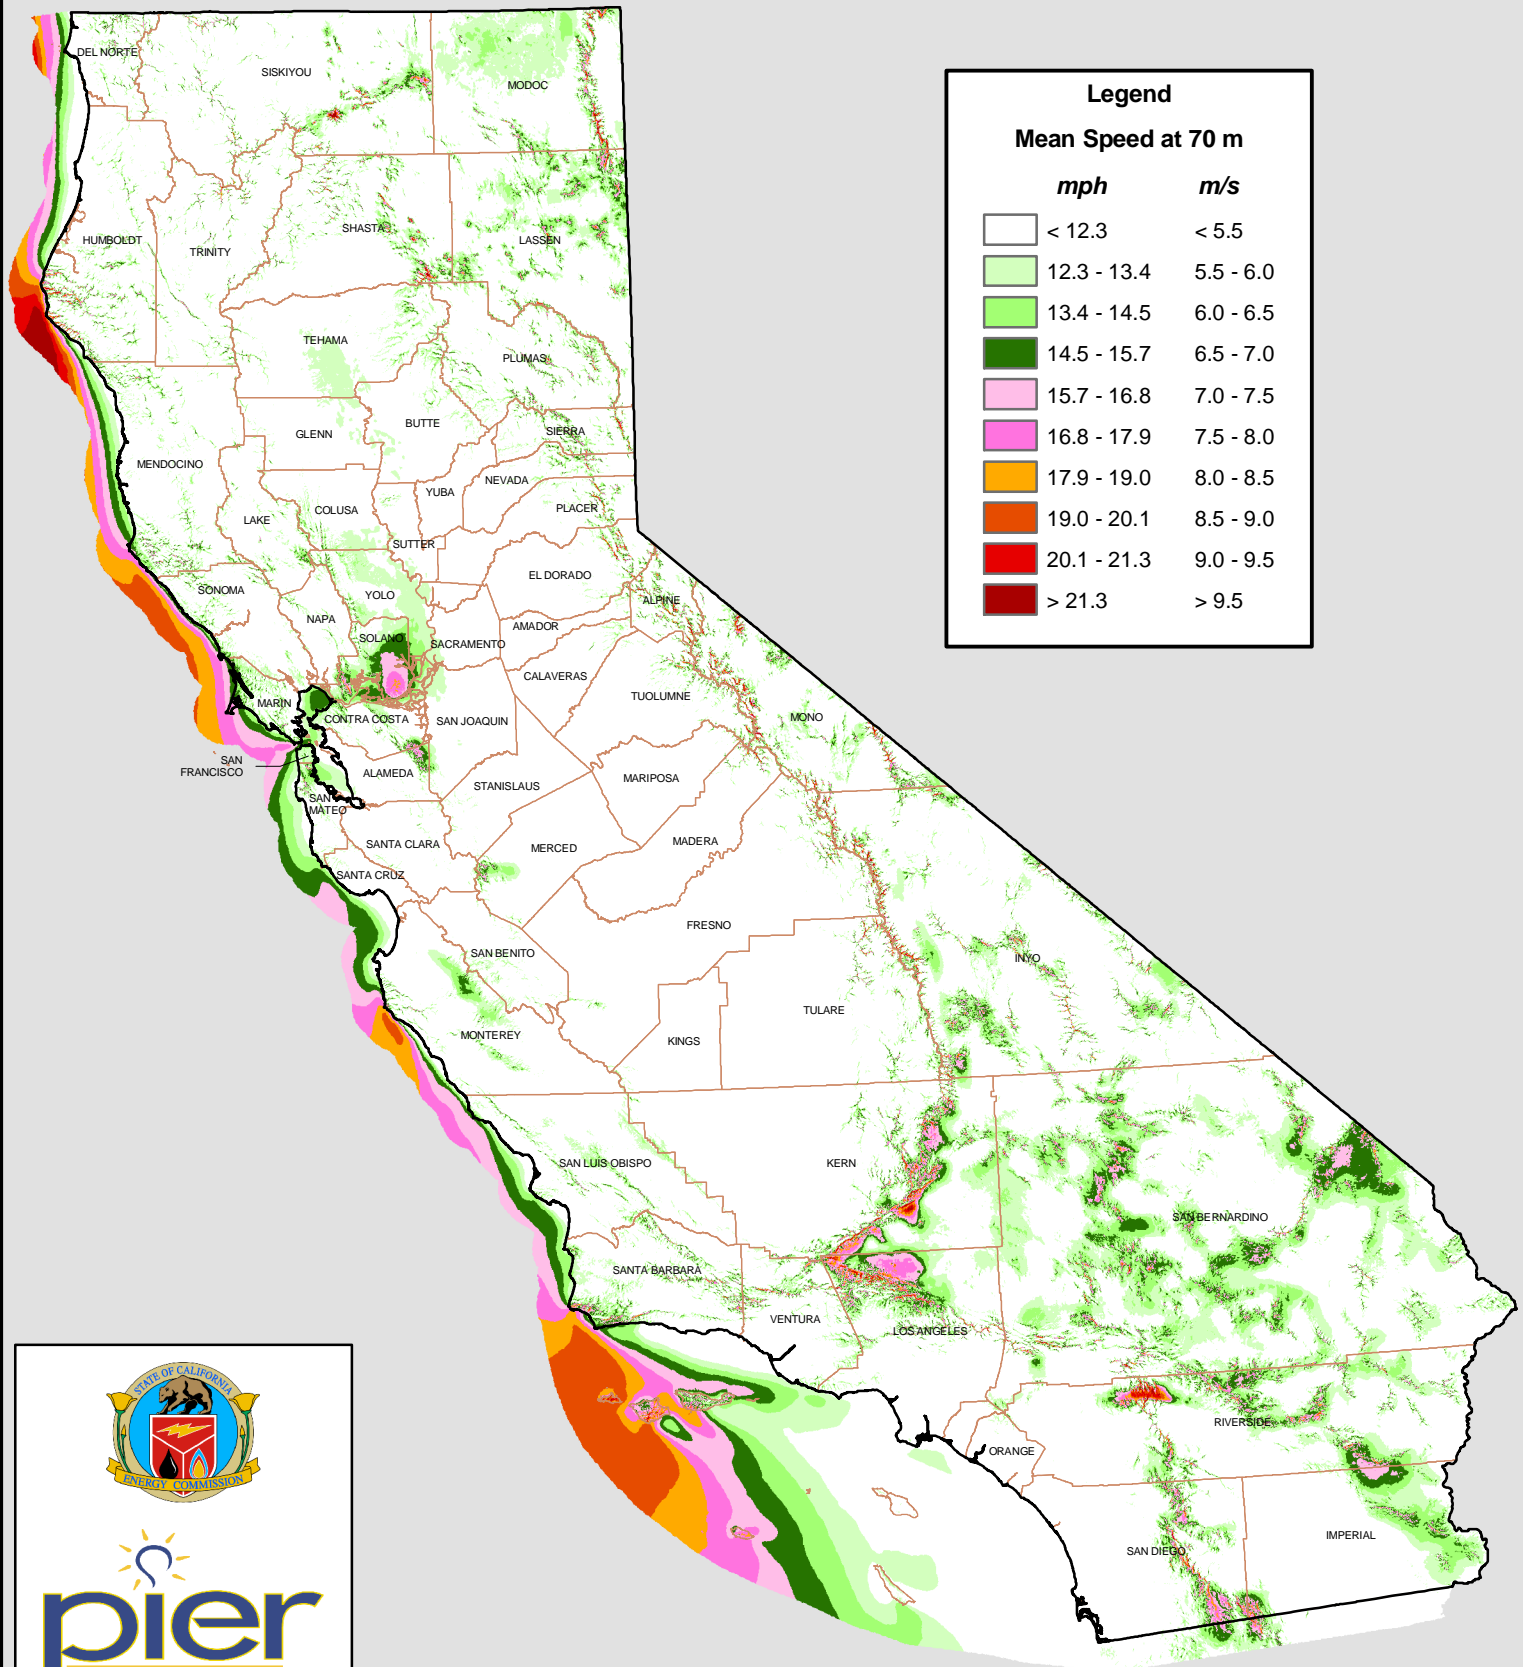 DEL NORTE
SISKIYOU
MODOC
HUMBOLDT
TRINITY
SHASTA
LASSEN
TEHAMA
PLUMAS
GLENN
BUTTE
SIERRA
MENDOCINO
NEVADA
YUBA
LAKE
COLUSA
PLACER
SUTTER
EL DORADO
SONOMA
YOLO
NAPA
ALPINE
SOLANO
AMADOR
SACRAMENTO
CALAVERAS
TUOLUMNE
MARIN
CONTRA COSTA
SAN JOAQUIN
MONO
SAN
FRANCISCO
ALAMEDA
STANISLAUS
MARIPOSA
SAN
MATEO
SANTA CLARA
MERCED
MADERA
SANTA CRUZ
FRESNO
SAN BENITO
INYO
MONTEREY
KINGS
TULARE
SAN LUIS OBISPO
KERN
SAN BERNARDINO
SANTA BARBARA
VENTURA
LOS ANGELES
RIVERSIDE
ORANGE
SAN DIEGO
IMPERIAL
Legend
Mean Speed at 70 m
mph m/s
< 12.3 < 5.5
12.3 - 13.4 5.5 - 6.0
13.4 - 14.5 6.0 - 6.5
14.5 - 15.7 6.5 - 7.0
15.7 - 16.8 7.0 - 7.5
16.8 - 17.9 7.5 - 8.0
17.9 - 19.0 8.0 - 8.5
19.0 - 20.1 8.5 - 9.0
20.1 - 21.3 9.0 - 9.5
> 21.3 > 9.5
STATE OF CALIFORNIA
ENERGY COMMISSION
pier